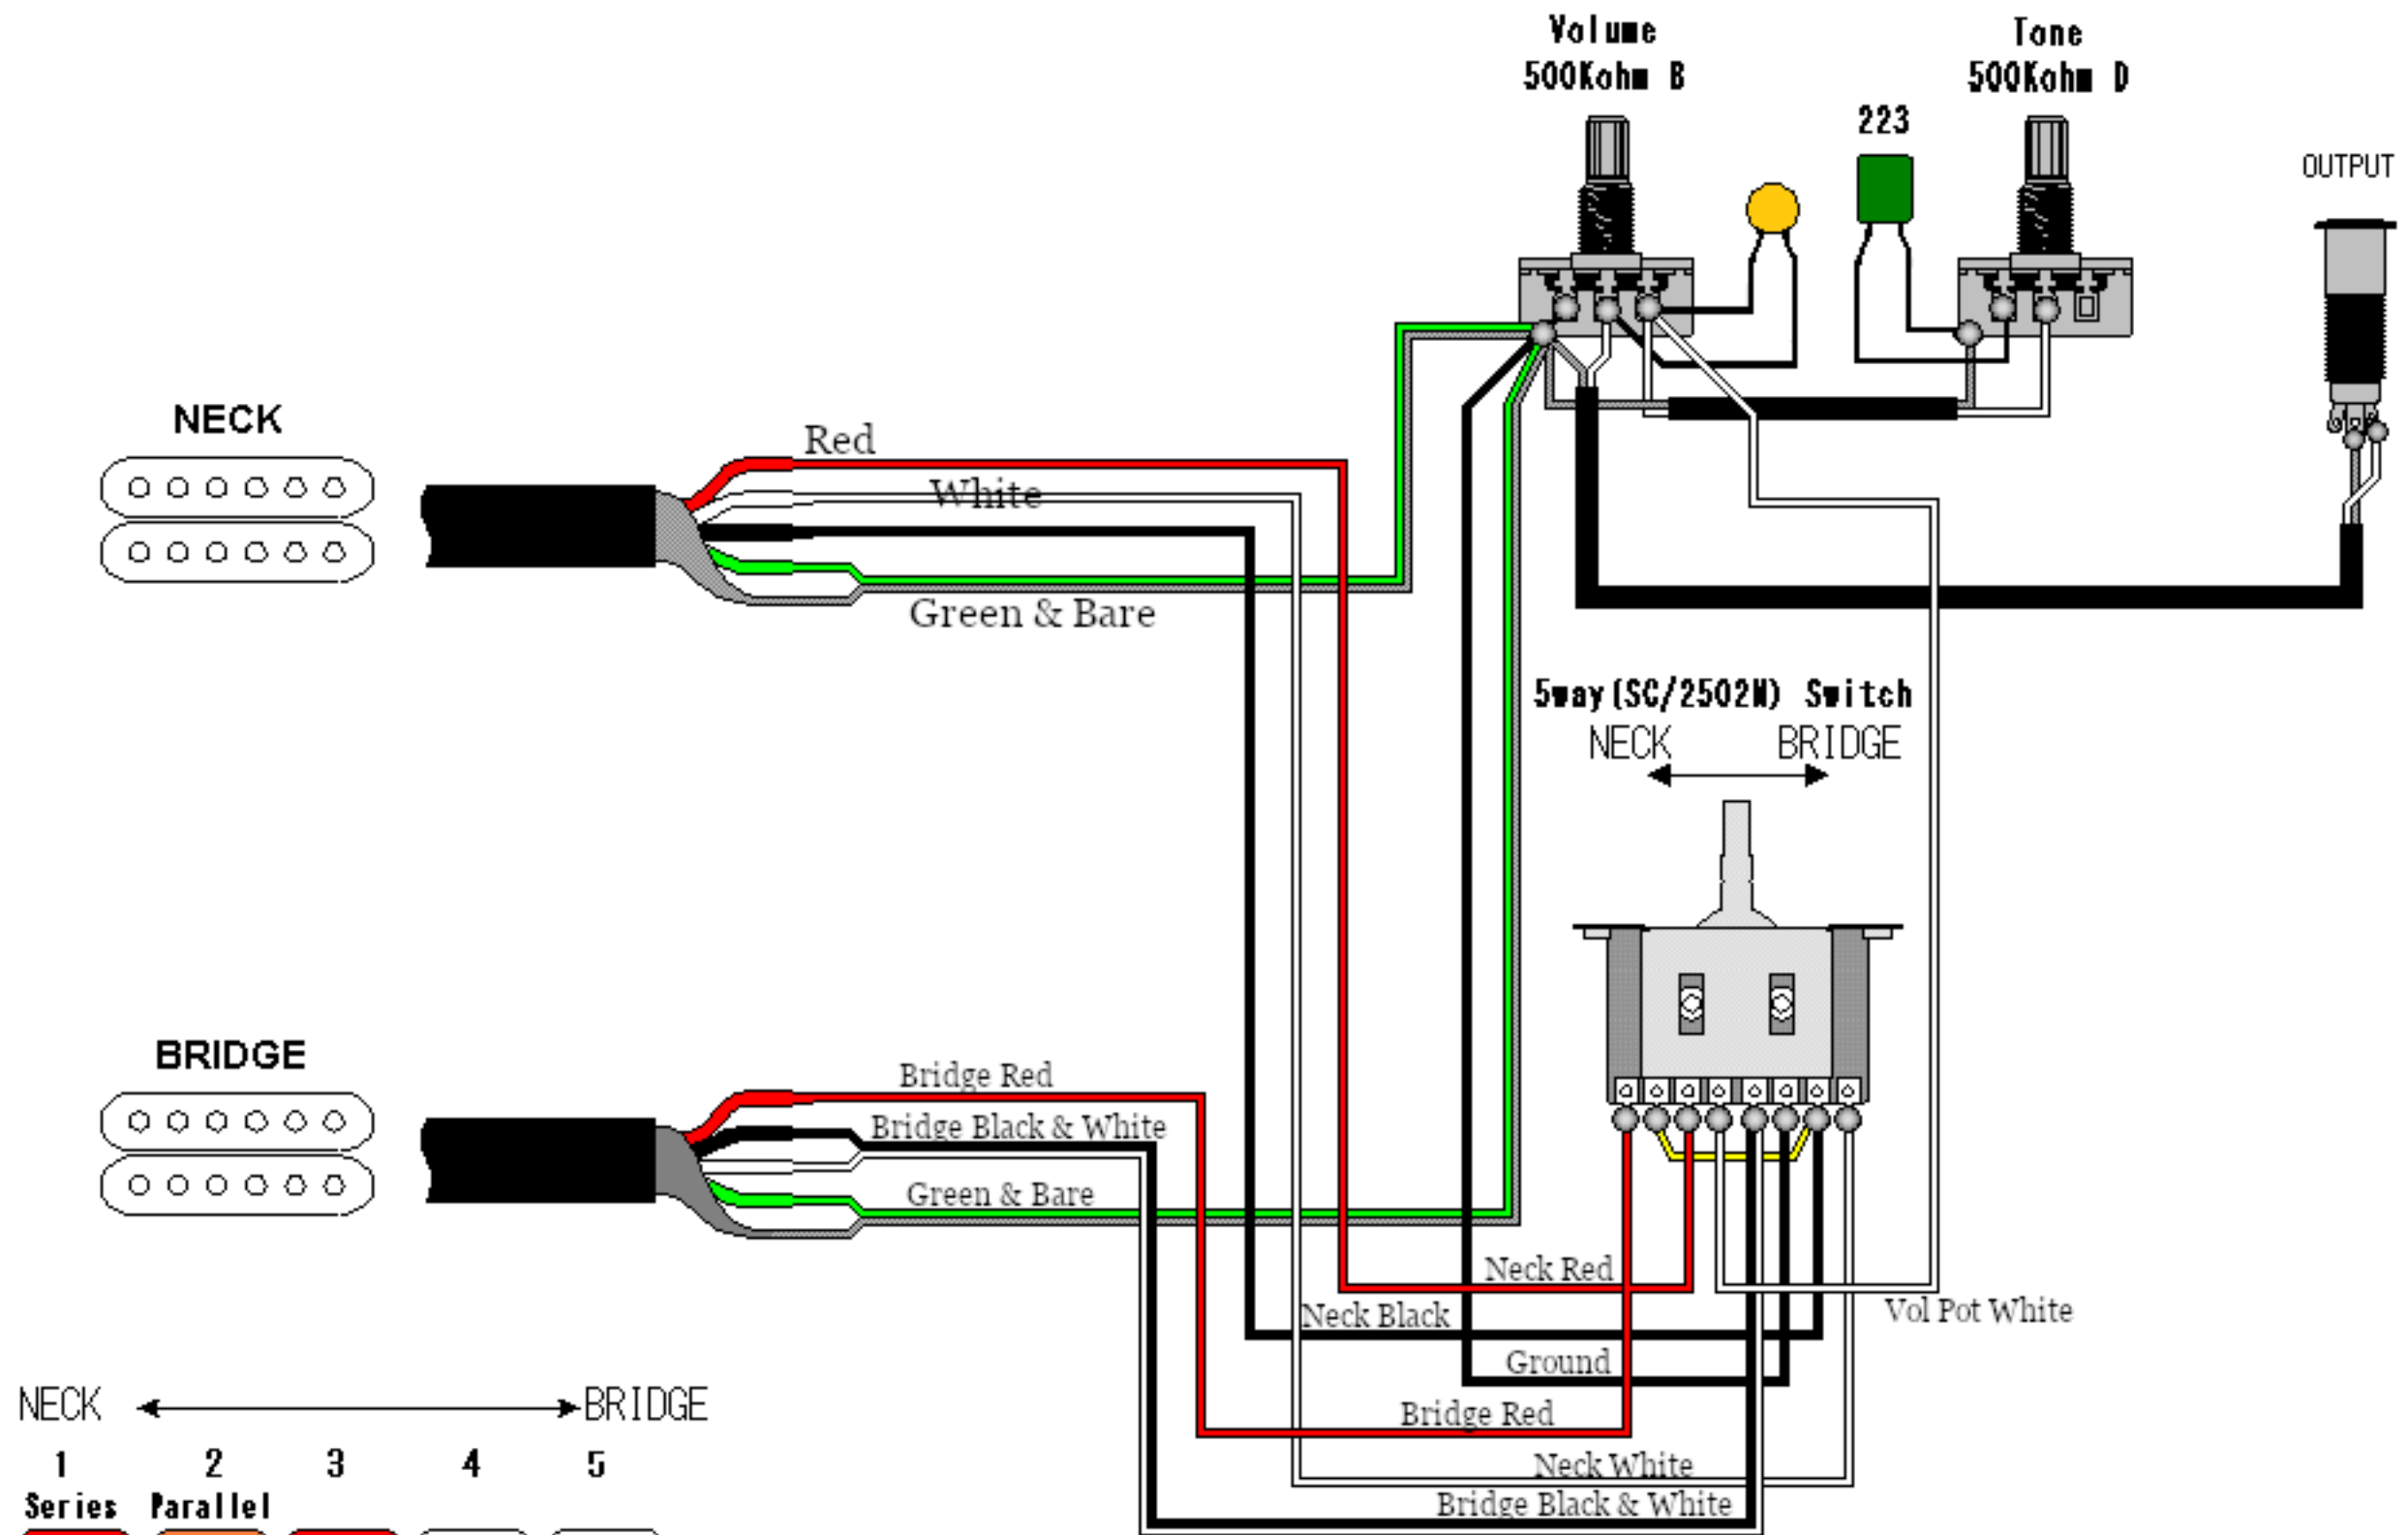 Volume
500Kohm B
Tone
500Kohm D
223
OUTPUT
NECK
Red
White
Green & Bare
5way(SC/2502N) Switch
NECK BRIDGE
BRIDGE
Bridge Red
Bridge Black & White
Green & Bare
Neck Red
Neck Black
Vol Pot White
Ground
Bridge Red
Neck White
Bridge Black & White
NECK BRIDGE
1 2 3 4 5
Series Parallel